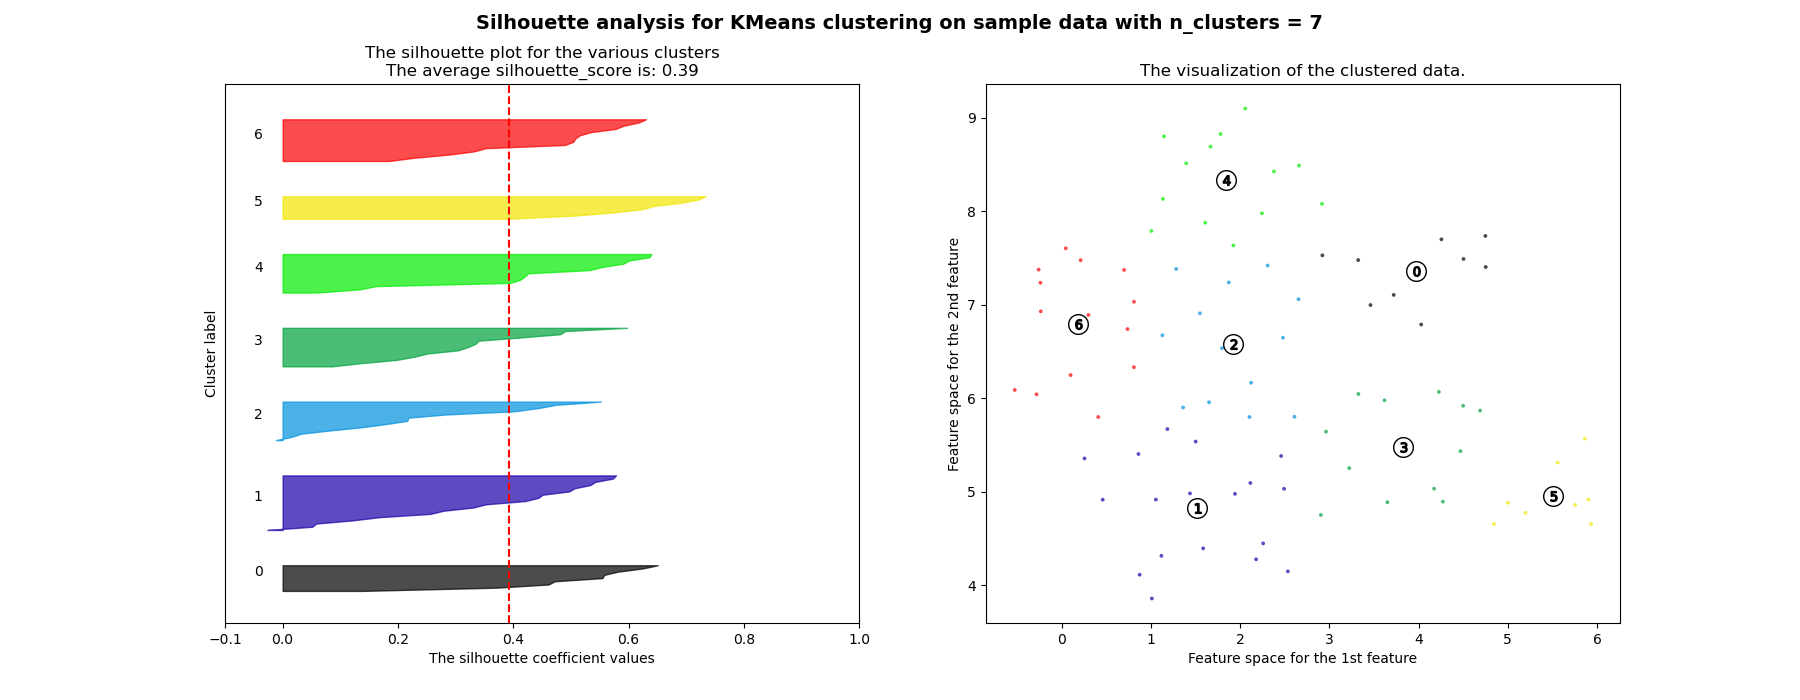 Silhouette analysis for KMeans clustering on sample data with n_clusters = 7
The silhouette plot for the various clusters
The average silhouette_score is: 0.39
Cluster label
6
5
4
3
2
1
0
−0.1 0.0 0.2 0.4 0.6 0.8 1.0
The silhouette coefficient values
The visualization of the clustered data.
Feature space for the 2nd feature
9
8
7
6
5
4
4
0
6
2
3
5
1
0 1 2 3 4 5 6
Feature space for the 1st feature